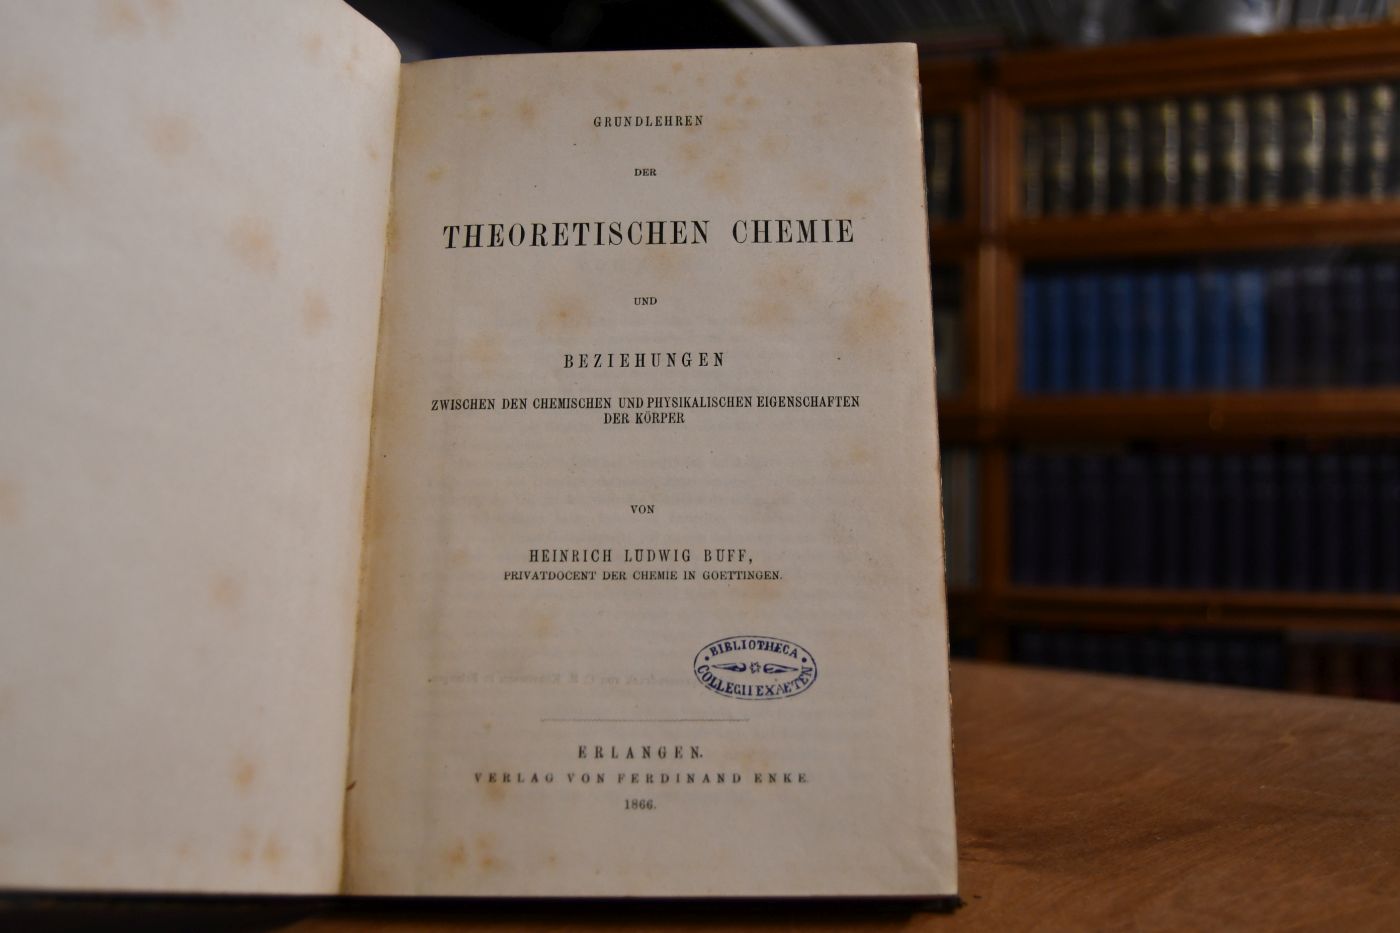 GRUNDLEHREN
DER
THEORETISCHEN CHEMIE
UND
BEZIEHUNGEN
ZWISCHEN DEN CHEMISCHEN UND PHYSIKALISCHEN EIGENSCHAFTEN
DER KÖRPER
VON
HEINRICH LUDWIG BUFF,
PRIVATDOCENT DER CHEMIE IN GOETTINGEN.
BIBLIOTHECA
COLLEGII EXAETEN
ERLANGEN.
VERLAG VON FERDINAND ENKE.
1866.